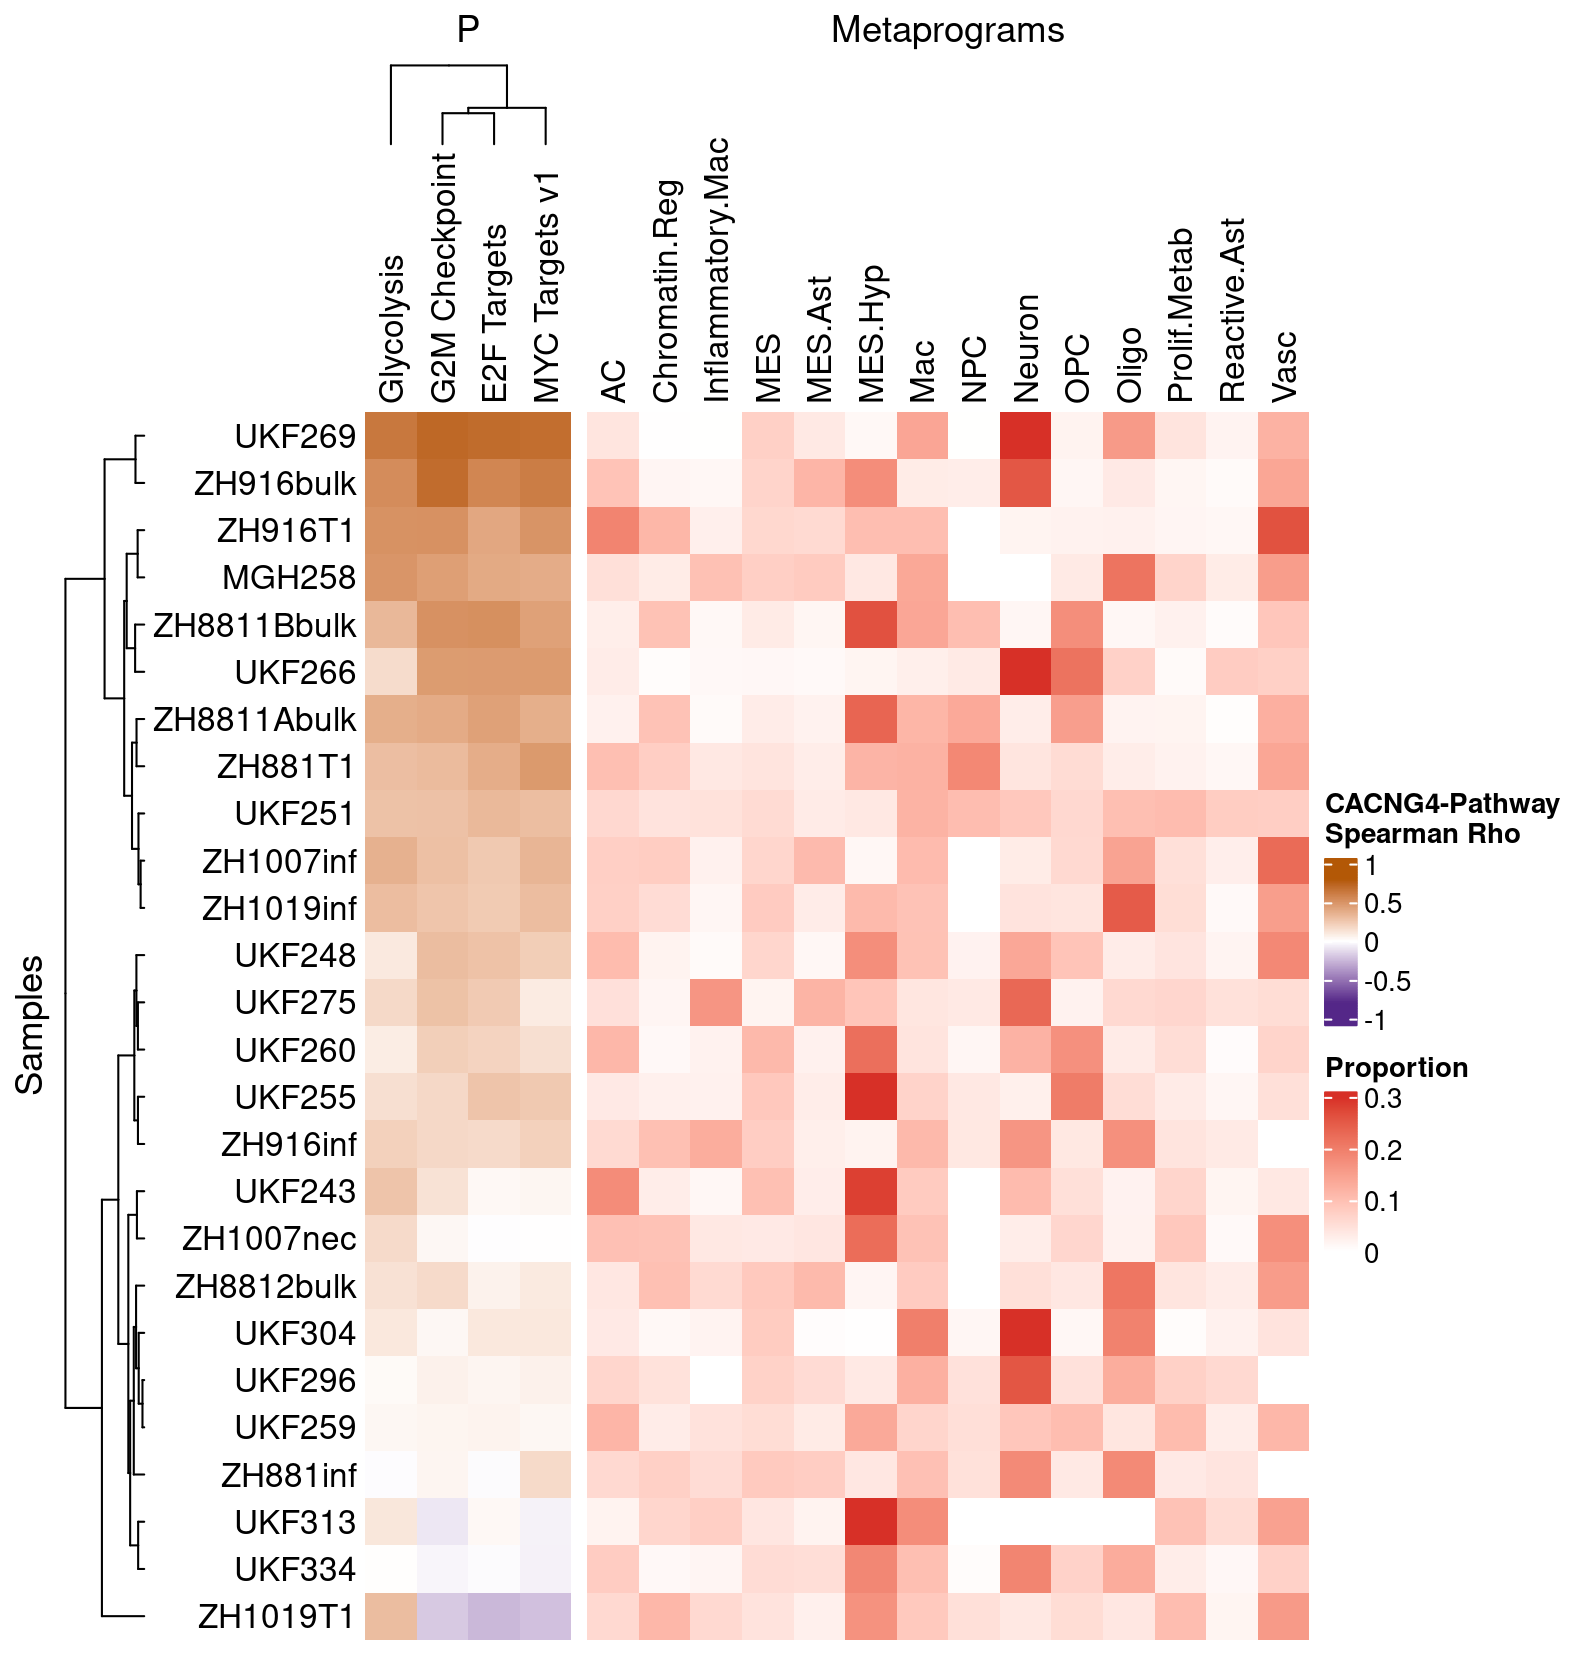 P
Metaprograms
Glycolysis
G2M Checkpoint
E2F Targets
MYC Targets v1
AC
Chromatin.Reg
Inflammatory.Mac
MES
MES.Ast
MES.Hyp
Mac
NPC
Neuron
OPC
Oligo
Prolif.Metab
Reactive.Ast
Vasc
Samples
UKF269
ZH916bulk
ZH916T1
MGH258
ZH8811Bbulk
UKF266
ZH8811Abulk
ZH881T1
UKF251
ZH1007inf
ZH1019inf
UKF248
UKF275
UKF260
UKF255
ZH916inf
UKF243
ZH1007nec
ZH8812bulk
UKF304
UKF296
UKF259
ZH881inf
UKF313
UKF334
ZH1019T1
CACNG4-Pathway
Spearman Rho
1
0.5
0
-0.5
-1
Proportion
0.3
0.2
0.1
0